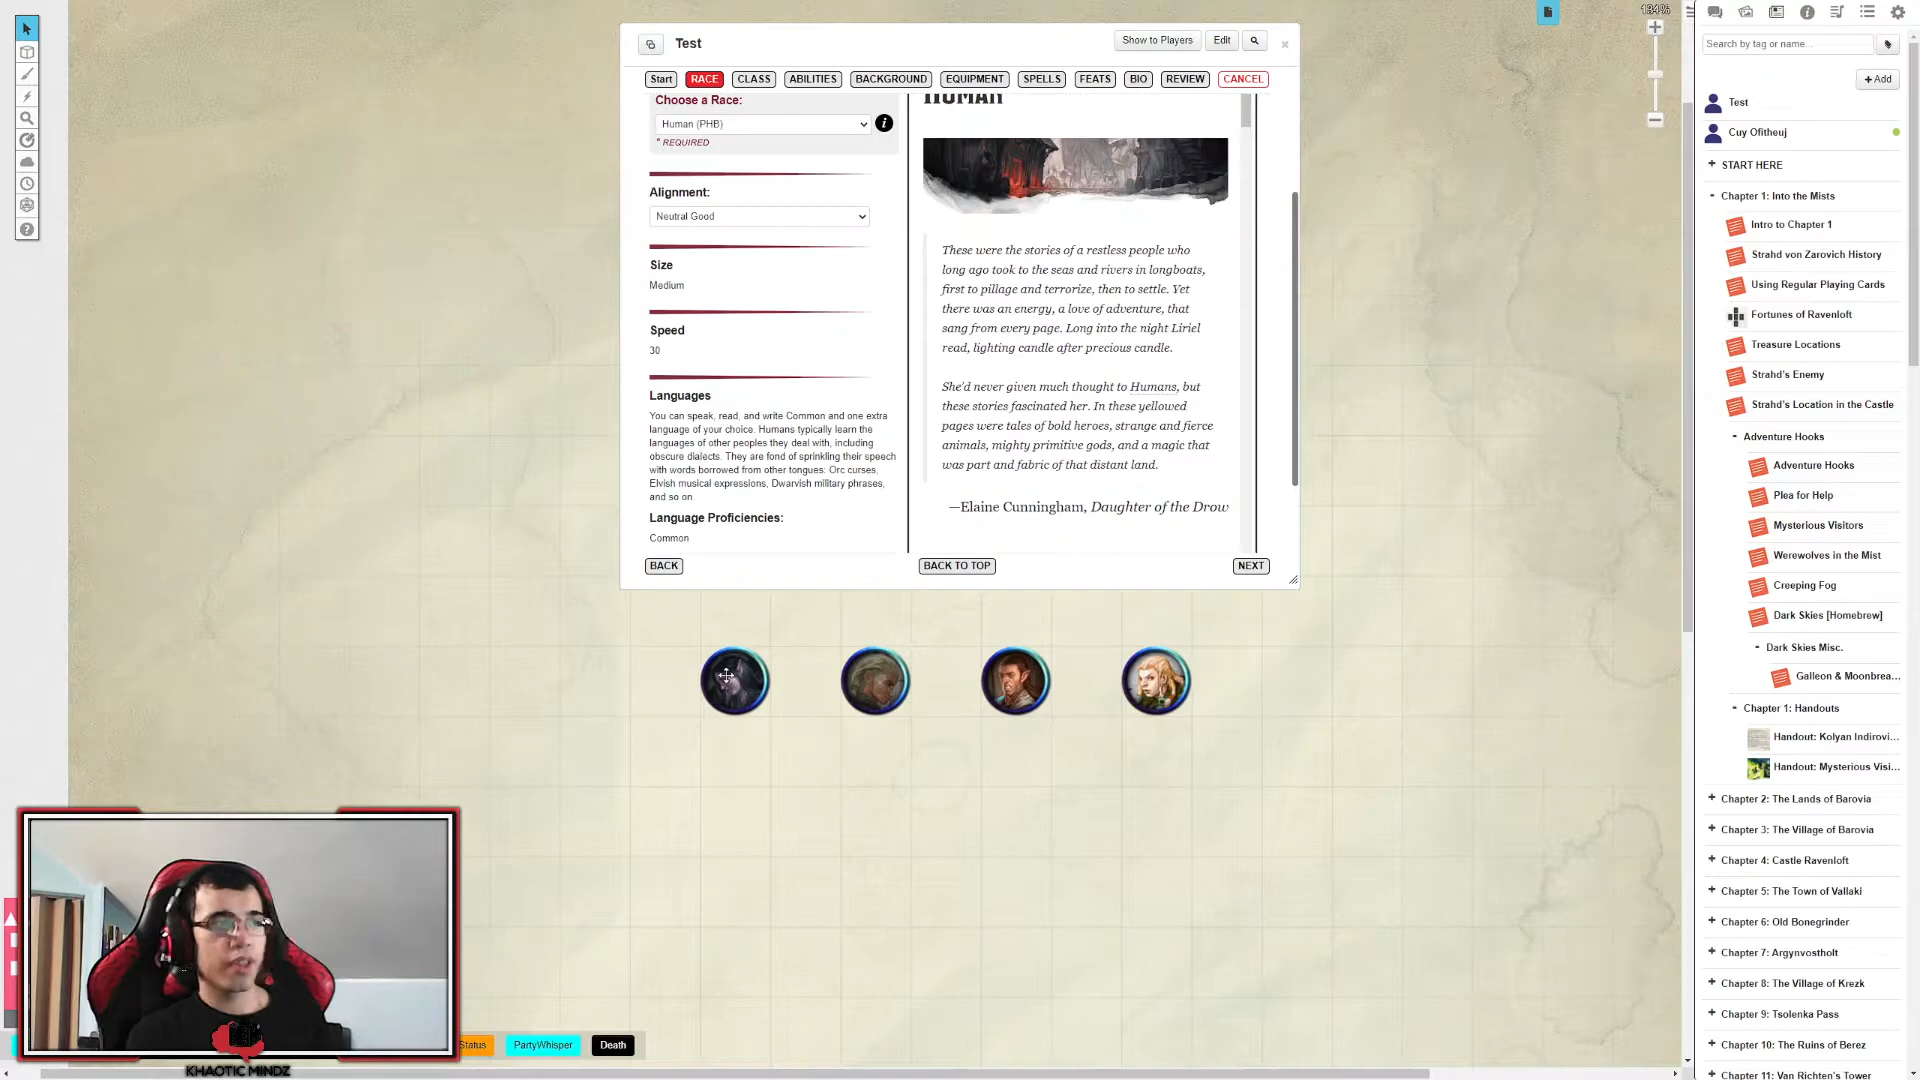 Test
Show to Players
Edit
Start
RACE
CLASS
ABILITIES
BACKGROUND
EQUIPMENT
SPELLS
FEATS
BIO
REVIEW
CANCEL
Choose a Race:
Human (PHB)
* REQUIRED
Alignment:
Neutral Good
Size
Medium
Speed
30
Languages
You can speak, read, and write Common and one extra
language of your choice. Humans typically learn the
languages of other peoples they deal with, including
obscure dialects. They are fond of sprinkling their speech
with words borrowed from other tongues: Orc curses,
Elvish musical expressions, Dwarvish military phrases,
and so on.
Language Proficiencies:
Common
HUMAN
These were the stories of a restless people who
long ago took to the seas and rivers in longboats,
first to pillage and terrorize, then to settle. Yet
there was an energy, a love of adventure, that
sang from every page. Long into the night Liriel
read, lighting candle after precious candle.
She'd never given much thought to Humans, but
these stories fascinated her. In these yellowed
pages were tales of bold heroes, strange and fierce
animals, mighty primitive gods, and a magic that
was part and fabric of that distant land.
—Elaine Cunningham, Daughter of the Drow
BACK
BACK TO TOP
NEXT
134%
Search by tag or name...
+ Add
Test
Cuy Ofitheuj
+ START HERE
- Chapter 1: Into the Mists
Intro to Chapter 1
Strahd von Zarovich History
Using Regular Playing Cards
Fortunes of Ravenloft
Treasure Locations
Strahd's Enemy
Strahd's Location in the Castle
- Adventure Hooks
Adventure Hooks
Plea for Help
Mysterious Visitors
Werewolves in the Mist
Creeping Fog
Dark Skies [Homebrew]
- Dark Skies Misc.
Galleon & Moonbrea...
- Chapter 1: Handouts
Handout: Kolyan Indirovi...
Handout: Mysterious Visi...
+ Chapter 2: The Lands of Barovia
+ Chapter 3: The Village of Barovia
+ Chapter 4: Castle Ravenloft
+ Chapter 5: The Town of Vallaki
+ Chapter 6: Old Bonegrinder
+ Chapter 7: Argynvostholt
+ Chapter 8: The Village of Krezk
+ Chapter 9: Tsolenka Pass
+ Chapter 10: The Ruins of Berez
+ Chapter 11: Van Richten's Tower
Status
PartyWhisper
Death
KHAOTIC MINDZ